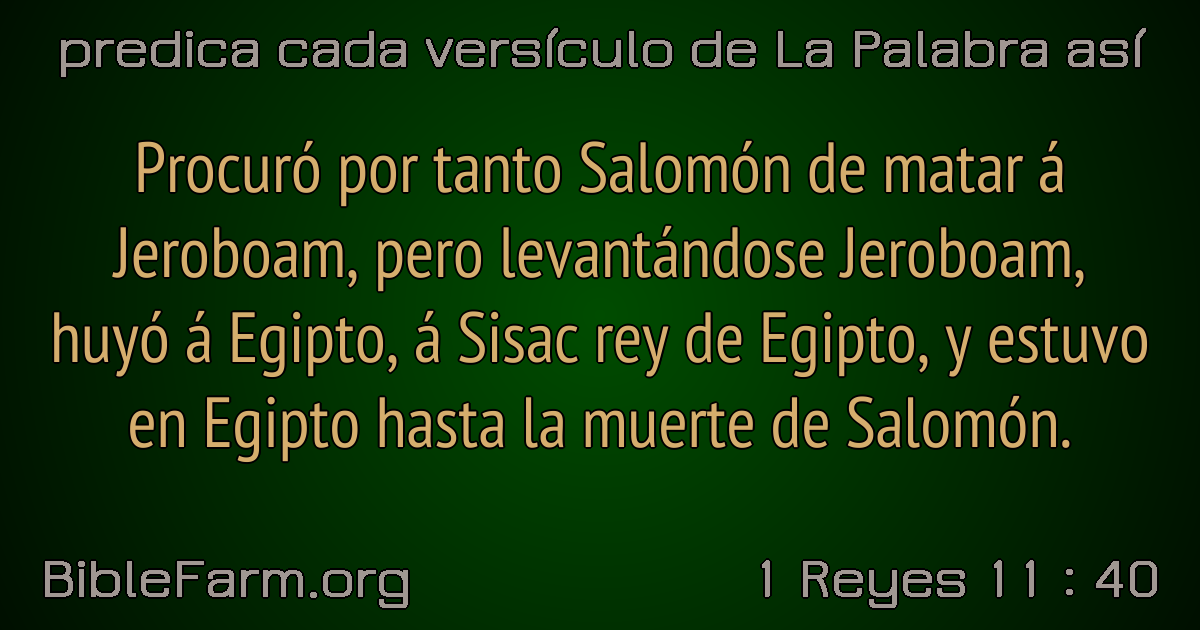 predica cada versículo de La Palabra así
Procuró por tanto Salomón de matar á
Jeroboam, pero levantándose Jeroboam,
huyó á Egipto, á Sisac rey de Egipto, y estuvo
en Egipto hasta la muerte de Salomón.
BibleFarm.org
1 Reyes 11 : 40